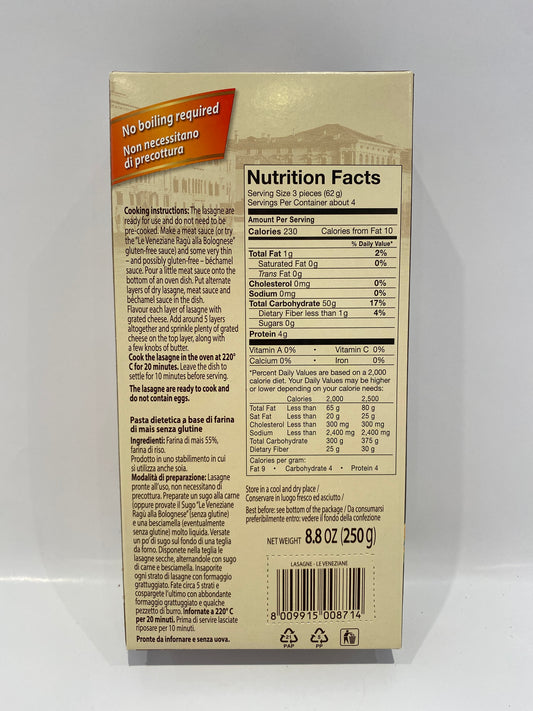 No boiling required
Non necessitano
di precottura
Cooking instructions: The lasagne are
ready for use and do not need to be
pre-cooked. Make a meat sauce (or try
the "Le Veneziane Ragù alla Bolognese"
gluten-free sauce) and some very thin
– and possibly gluten-free – béchamel
sauce. Pour a little meat sauce onto the
bottom of an oven dish. Put alternate
layers of dry lasagne, meat sauce and
béchamel sauce in the dish.
Flavour each layer of lasagne with
grated cheese. Add around 5 layers
altogether and sprinkle plenty of grated
cheese on the top layer, along with
a few knobs of butter.
Cook the lasagne in the oven at 220°
C for 20 minutes. Leave the dish to
settle for 10 minutes before serving.
The lasagne are ready to cook and
do not contain eggs.
Pasta dietetica a base di farina
di mais senza glutine
Ingredienti: Farina di mais 55%,
farina di riso.
Prodotto in uno stabilimento in cui
si utilizza anche soia.
Modalità di preparazione: Lasagne
pronte all'uso, non necessitano di
precottura. Preparate un sugo alla carne
(oppure provate il Sugo "Le Veneziane
Ragù alla Bolognese" (senza glutine)
e una besciamella (eventualmente
senza glutine) molto liquida. Versate
un po' di sugo sul fondo di una teglia
da forno. Disponete nella teglia le
lasagne secche, alternandole con sugo
di carne e besciamella. Insaporite
ogni strato di lasagne con formaggio
grattuggiato. Fate circa 5 strati e
cospargete l'ultimo con abbondante
formaggio grattugiato e qualche
pezzetto di burro. Infornate a 220° C
per 20 minuti. Prima di servire lasciate
riposare per 10 minuti.
Pronte da infornare e senza uova.
Nutrition Facts
Serving Size 3 pieces (62 g)
Servings Per Container about 4
Amount Per Serving
Calories 230 Calories from Fat 10
% Daily Value*
Total Fat 1g 2%
Saturated Fat 0g 0%
Trans Fat 0g
Cholesterol 0mg 0%
Sodium 0mg 0%
Total Carbohydrate 50g 17%
Dietary Fiber less than 1g 4%
Sugars 0g
Protein 4g
Vitamin A 0% • Vitamin C 0%
Calcium 0% • Iron 0%
*Percent Daily Values are based on a 2,000
calorie diet. Your Daily Values may be higher
or lower depending on your calorie needs:
Calories 2,000 2,500
Total Fat Less than 65 g 80 g
Sat Fat Less than 20 g 25 g
Cholesterol Less than 300 mg 300 mg
Sodium Less than 2,400 mg 2,400 mg
Total Carbohydrate 300 g 375 g
Dietary Fiber 25 g 30 g
Calories per gram:
Fat 9 • Carbohydrate 4 • Protein 4
Store in a cool and dry place /
Conservare in luogo fresco ed asciutto /
Best before: see bottom of the package / Da consumarsi
preferibilmente entro: vedere il fondo della confezione
NET WEIGHT 8.8 OZ (250 g)
LASAGNE - LE VENEZIANE
8 009915 008714
21
PAP
5
PP